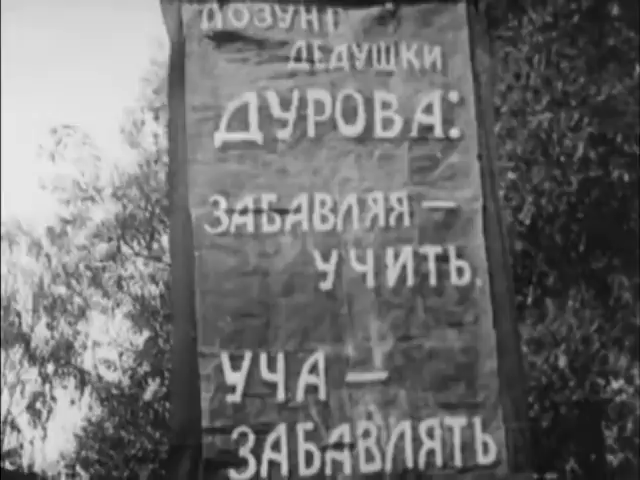 ЛОЗУНГ
ДЕДУШКИ
ДУРОВА:
ЗАБАВЛЯЯ —
УЧИТЬ.
УЧА —
ЗАБАВЛЯТЬ